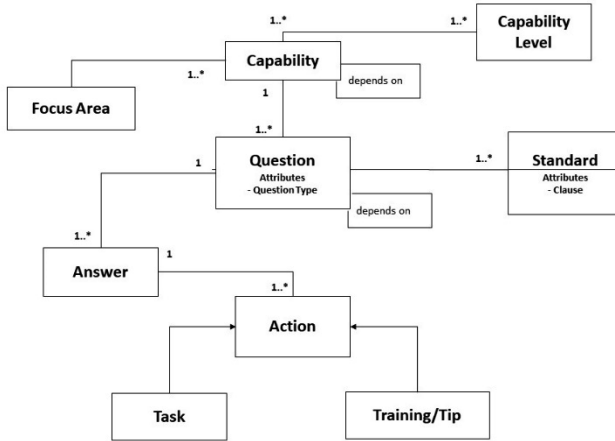 1..*
1..*
Capability
Level
Capability
1..*
depends on
Focus Area
1
1..*
1
Question
Attributes
- Question Type
1..*
Standard
Attributes
- Clause
depends on
1..*
Answer
1
1..*
Action
Task
Training/Tip